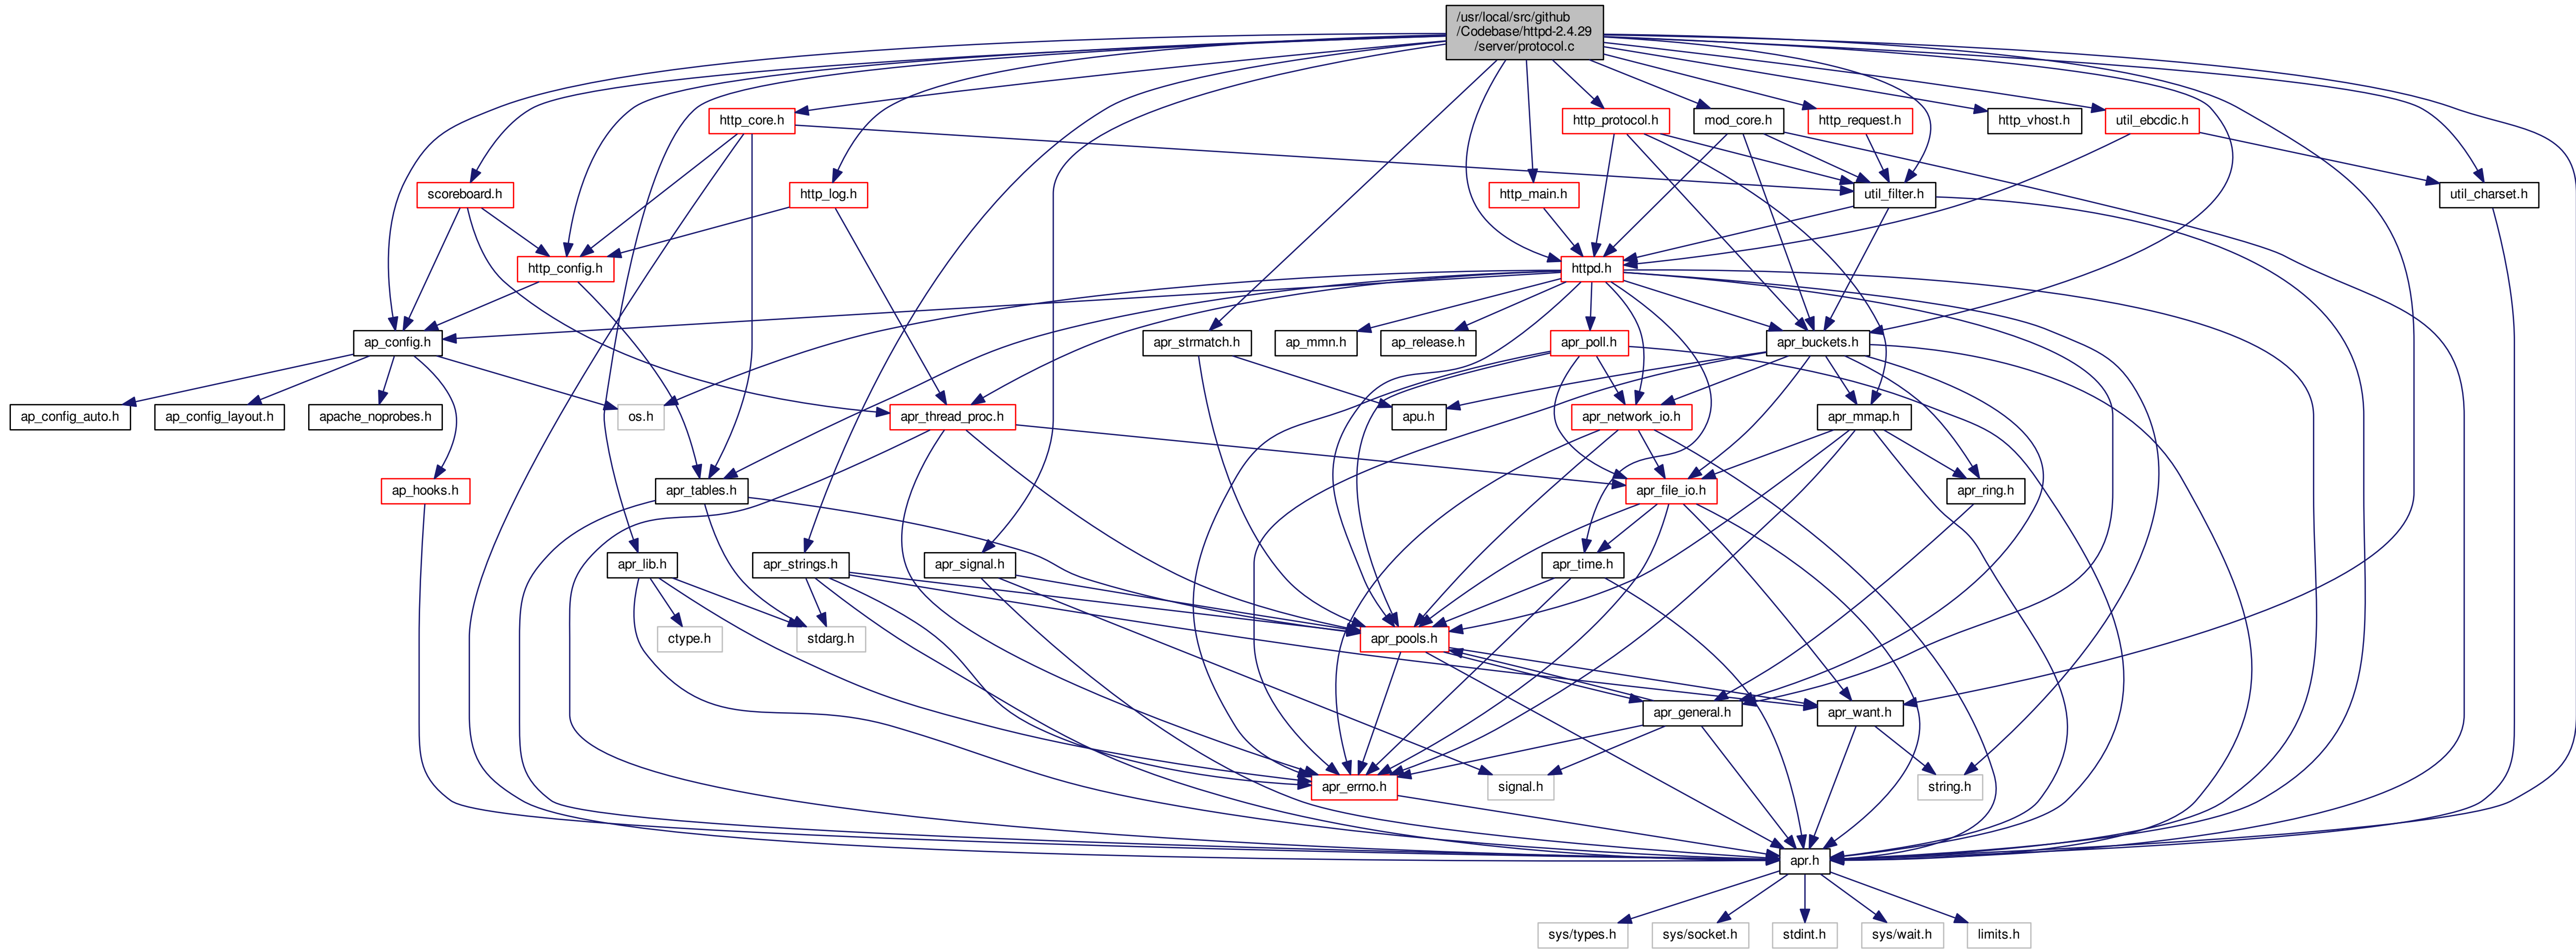 /usr/local/src/github
/Codebase/httpd-2.4.29
/server/protocol.c
http_core.h
http_protocol.h
mod_core.h
http_request.h
http_vhost.h
util_ebcdic.h
scoreboard.h
http_log.h
http_main.h
util_filter.h
util_charset.h
http_config.h
httpd.h
ap_config.h
apr_strmatch.h
ap_mmn.h
ap_release.h
apr_poll.h
apr_buckets.h
ap_config_auto.h
ap_config_layout.h
apache_noprobes.h
os.h
apr_thread_proc.h
apu.h
apr_network_io.h
apr_mmap.h
ap_hooks.h
apr_tables.h
apr_file_io.h
apr_ring.h
apr_lib.h
apr_strings.h
apr_signal.h
apr_time.h
ctype.h
stdarg.h
apr_pools.h
apr_general.h
apr_want.h
apr_errno.h
signal.h
string.h
apr.h
sys/types.h
sys/socket.h
stdint.h
sys/wait.h
limits.h